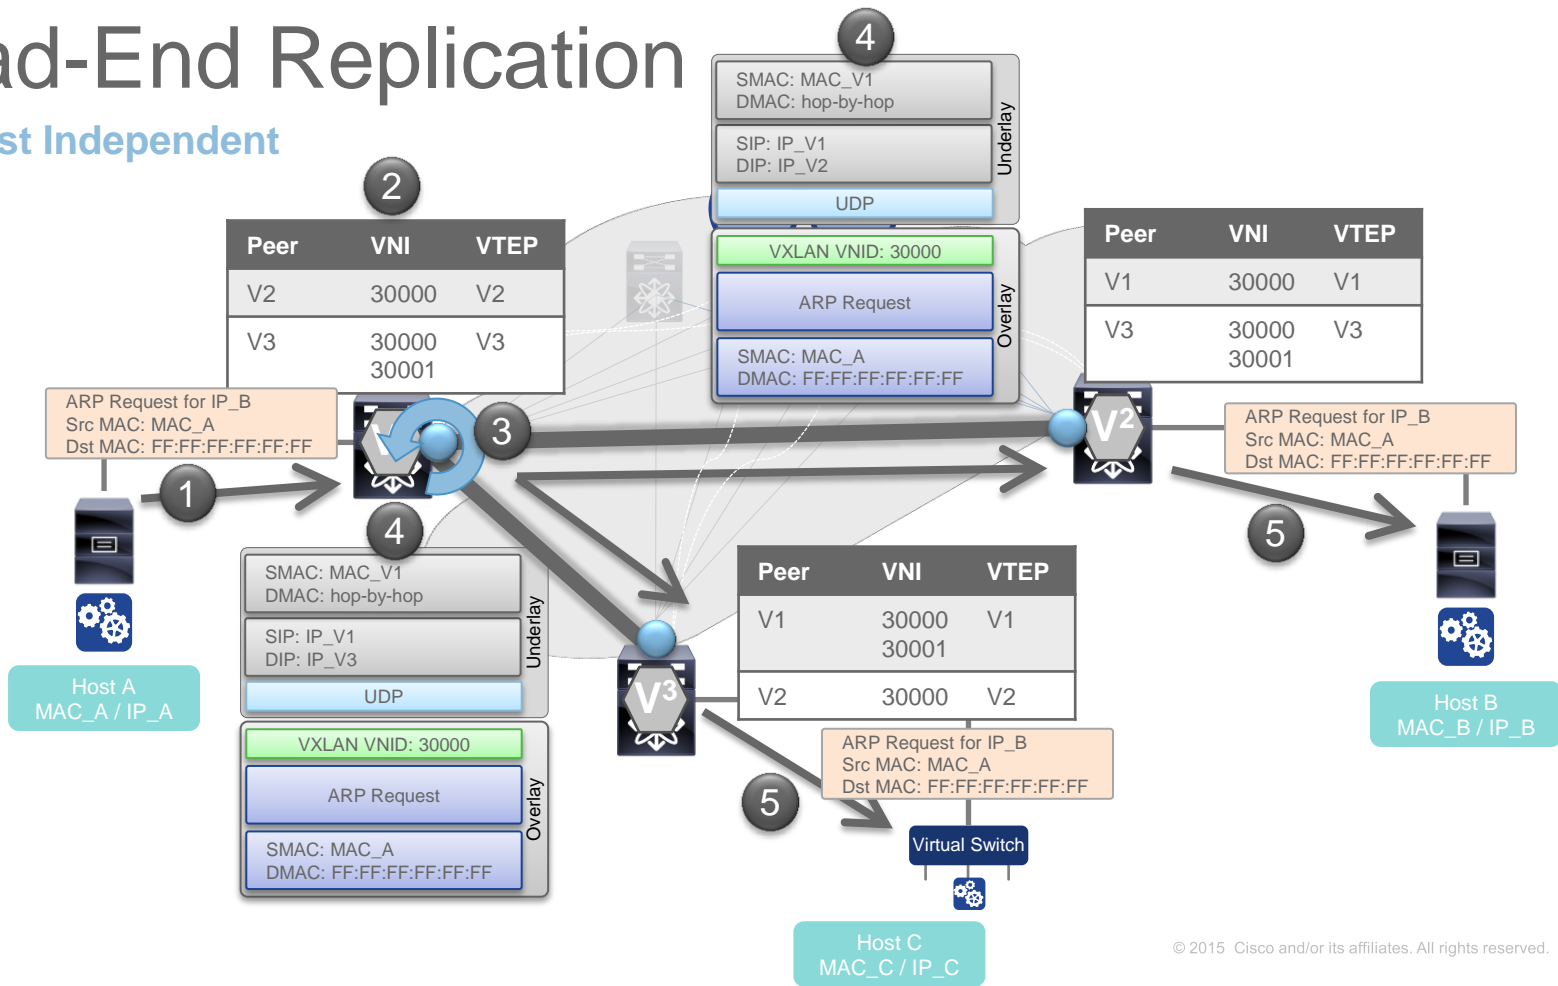 ad-End Replication
st Independent
4
SMAC: MAC_V1
DMAC: hop-by-hop
SIP: IP_V1
DIP: IP_V2
UDP
Underlay
VXLAN VNID: 30000
ARP Request
SMAC: MAC_A
DMAC: FF:FF:FF:FF:FF:FF
Overlay
2
Peer VNI VTEP
V2 30000 V2
V3 30000 V3
30001
Peer VNI VTEP
V1 30000 V1
V3 30000 V3
30001
ARP Request for IP_B
Src MAC: MAC_A
Dst MAC: FF:FF:FF:FF:FF:FF
1
V
3
V2
ARP Request for IP_B
Src MAC: MAC_A
Dst MAC: FF:FF:FF:FF:FF:FF
5
4
SMAC: MAC_V1
DMAC: hop-by-hop
SIP: IP_V1
DIP: IP_V3
UDP
Underlay
VXLAN VNID: 30000
ARP Request
SMAC: MAC_A
DMAC: FF:FF:FF:FF:FF:FF
Overlay
Host A
MAC_A / IP_A
Peer VNI VTEP
V1 30000 V1
30001
V2 30000 V2
V3
ARP Request for IP_B
Src MAC: MAC_A
Dst MAC: FF:FF:FF:FF:FF:FF
5
Virtual Switch
Host B
MAC_B / IP_B
Host C
MAC_C / IP_C
© 2015 Cisco and/or its affiliates. All rights reserved.